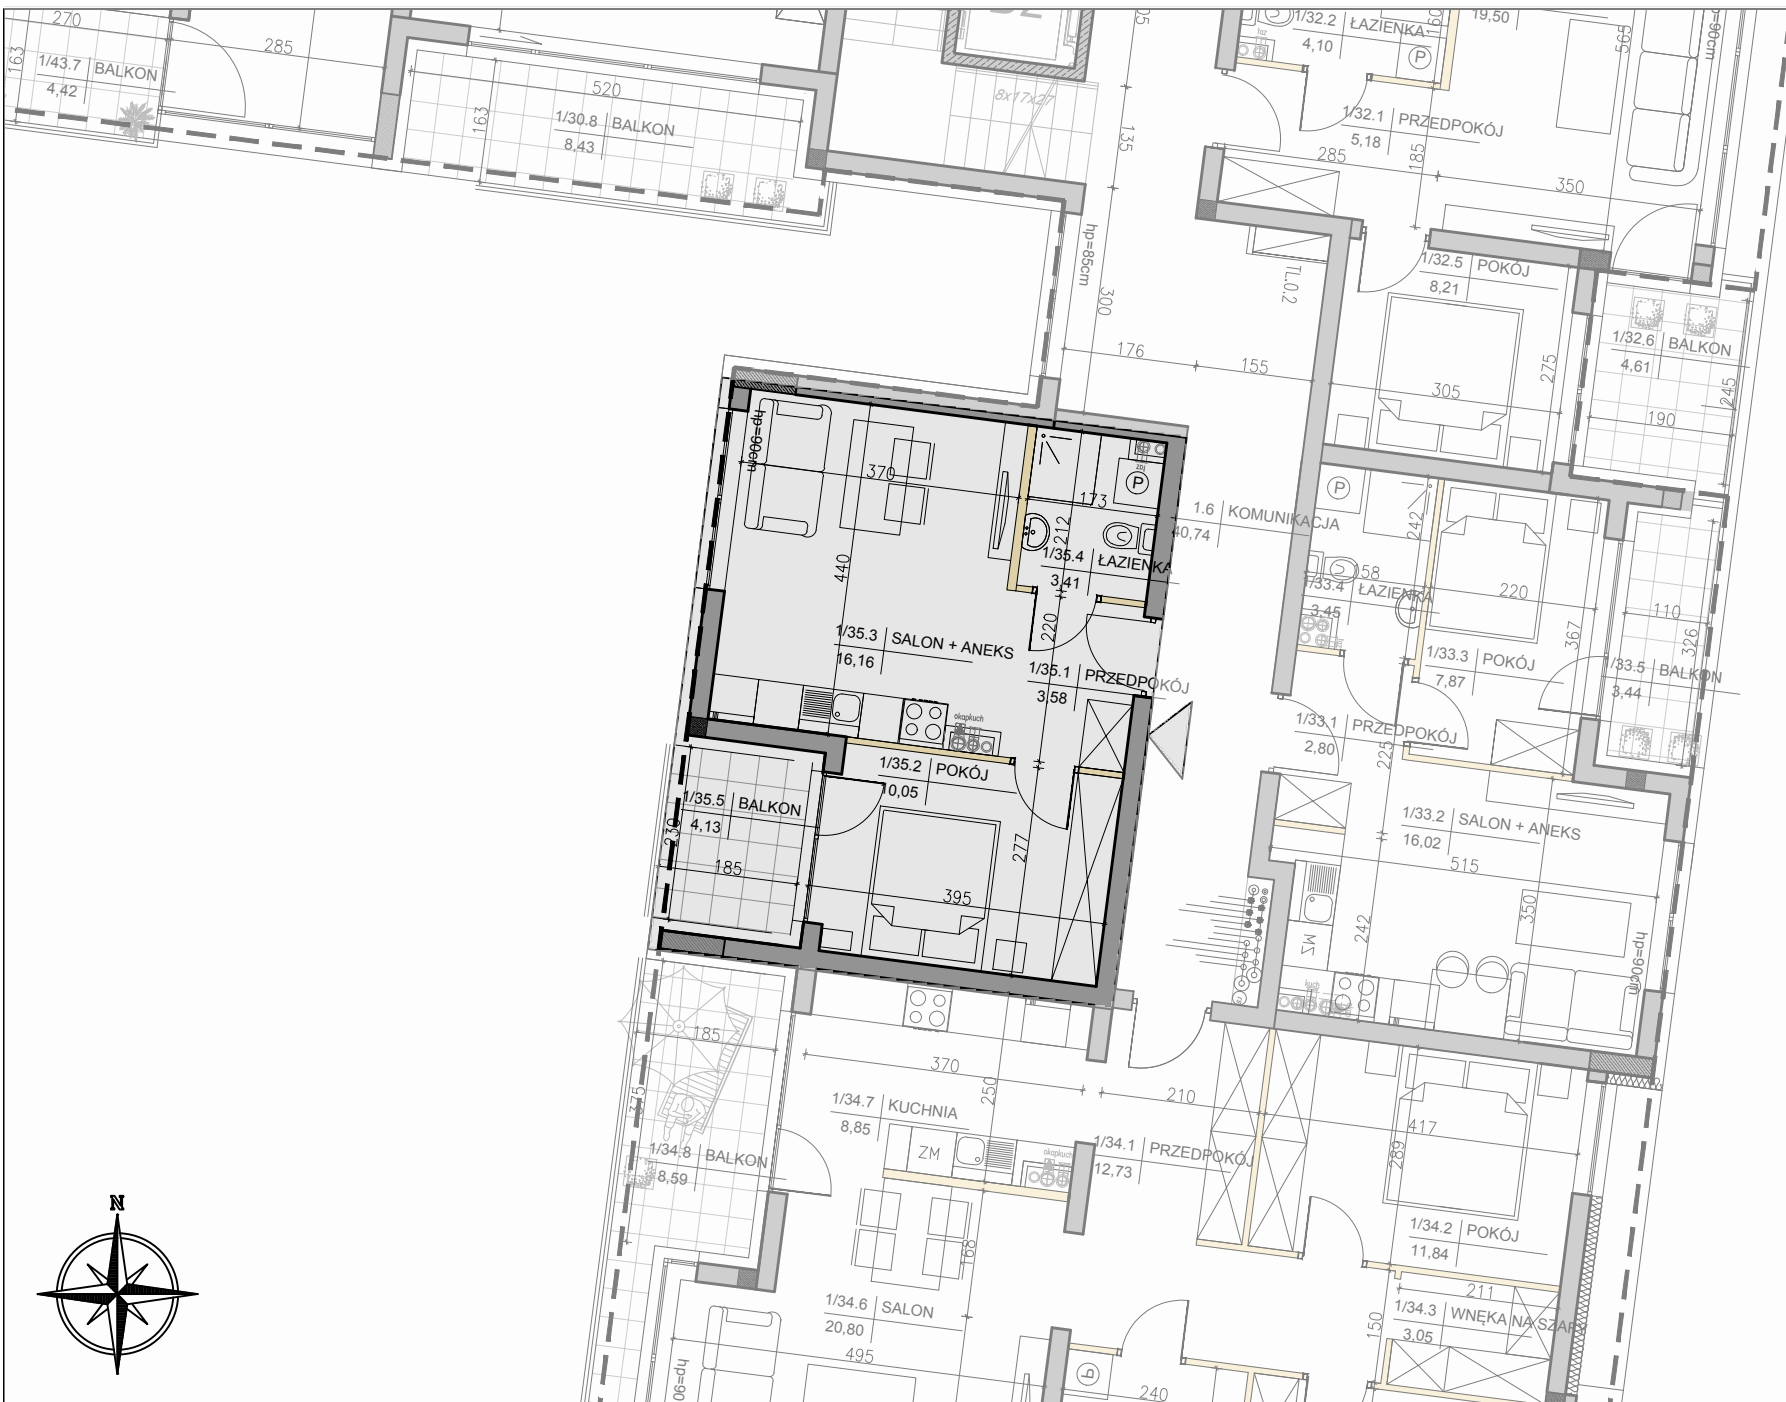 270
285
163
1/43.7 BALKON
4,42
520
163
1/30.8 BALKON
8,43
8x17x27
135
hp=85cm
300
176
155
TL.0.2
1/32.2 ŁAZIENKA
4,10
160
19,50
565
hp=90cm
P
1/32.1 PRZEDPOKÓJ
5,18
285
185
350
1/32.5 POKÓJ
8,21
275
305
1/32.6 BALKON
4,61
245
190
hp=90cm
370
440
173
212
P
1/35.4 ŁAZIENKA
3,41
220
1/35.3 SALON + ANEKS
16,16
1/35.1 PRZEDPOKÓJ
3,58
okapkuch
1/35.2 POKÓJ
10,05
1/35.5 BALKON
4,13
230
185
277
395
1.6 KOMUNIKACJA
40,74
P
242
158
1/33.4 ŁAZIENKA
3,45
220
367
110
326
1/33.3 POKÓJ
7,87
/33.5 BALKON
3,44
1/33.1 PRZEDPOKÓJ
2,80
225
1/33.2 SALON + ANEKS
16,02
515
350
242
MZ
hp=90cm
kuch
185
375
1/34.8 BALKON
8,59
370
250
210
1/34.7 KUCHNIA
8,85
ZM
okapkuch
1/34.1 PRZEDPOKÓJ
12,73
417
289
1/34.2 POKÓJ
11,84
168
211
1/34.3 WNĘKA NA SZAFĘ
3,05
150
1/34.6 SALON
20,80
495
hp=90
P
240
N